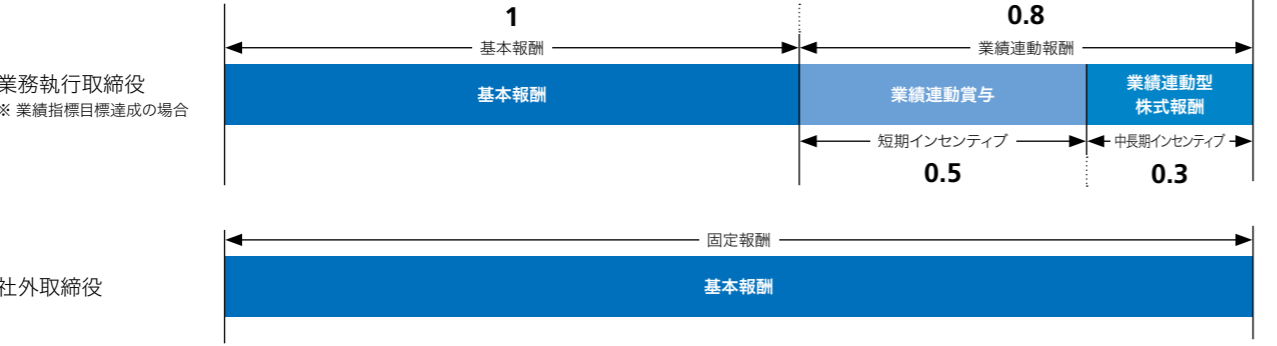 1
0.8
基本報酬
業績連動報酬
業務執行取締役
※ 業績指標目標達成の場合
基本報酬
業績連動賞与
業績連動型
株式報酬
短期インセンティブ
中長期インセンティブ
0.5
0.3
固定報酬
社外取締役
基本報酬